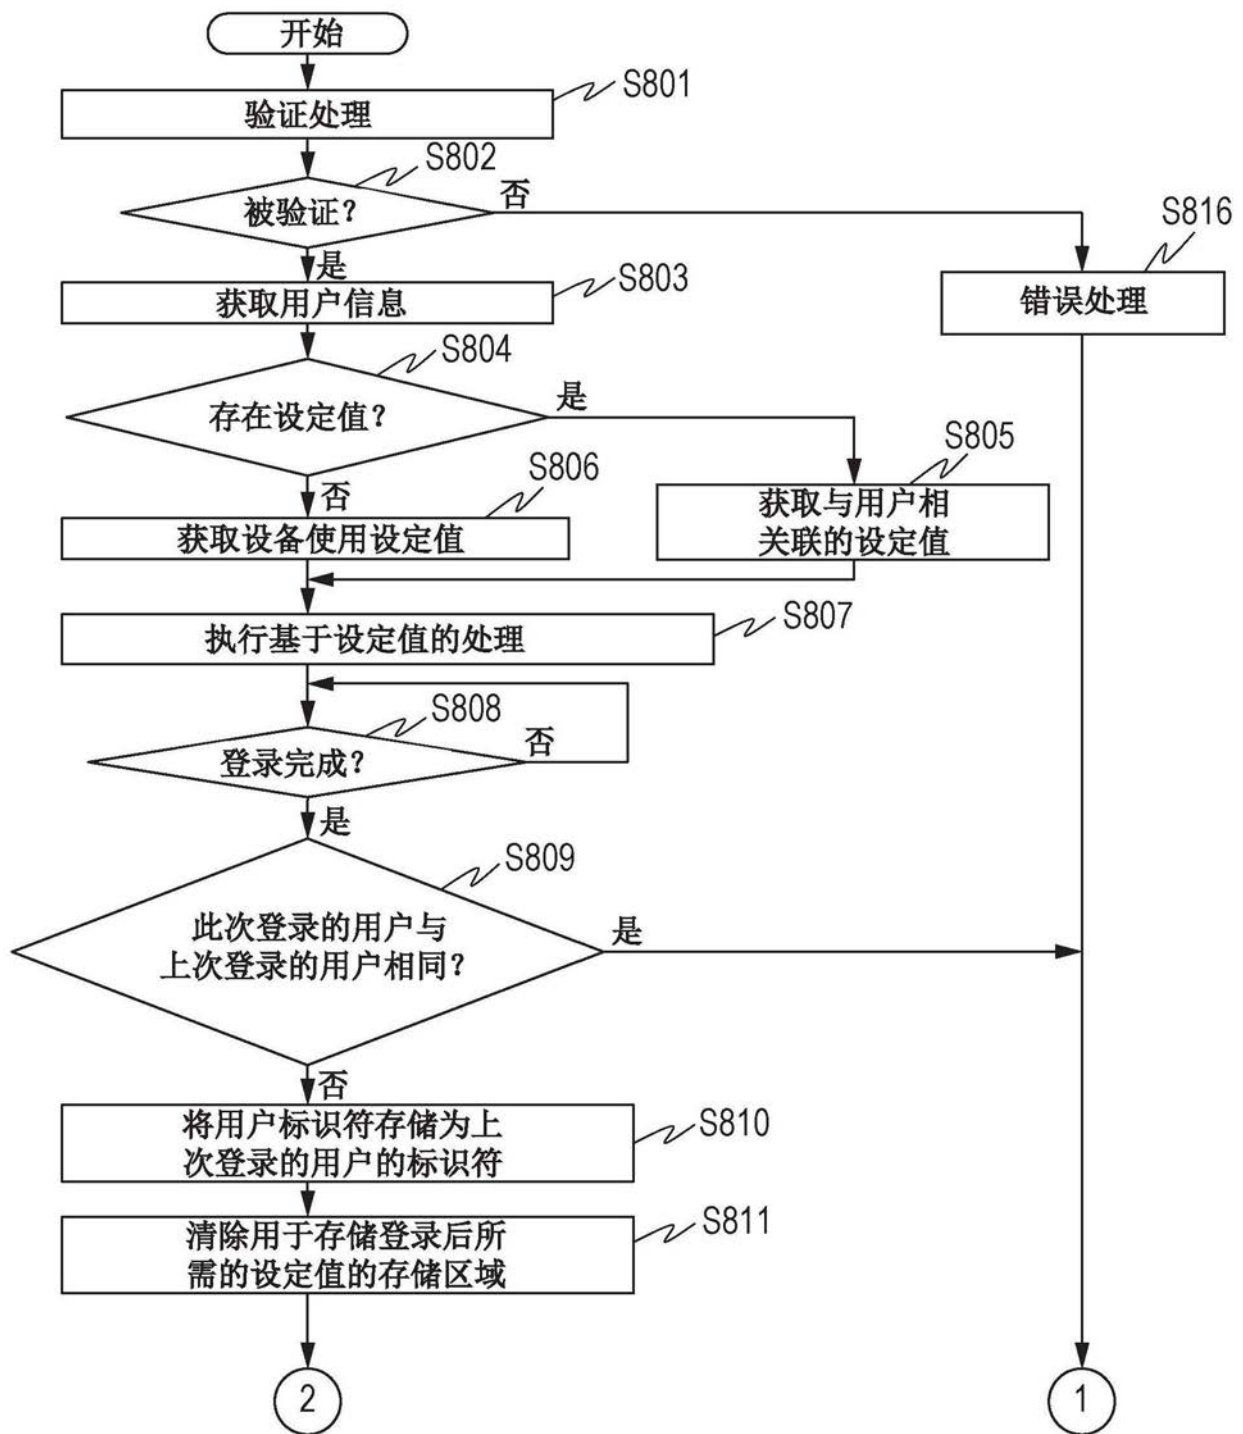 开始
验证处理
S801
S802
被验证？
否
是
获取用户信息
S803
S816
错误处理
S804
存在设定值？
是
否
S806
获取设备使用设定值
S805
获取与用户相
关联的设定值
执行基于设定值的处理
S807
S808
登录完成？
否
是
S809
此次登录的用户与
上次登录的用户相同？
是
否
将用户标识符存储为上
次登录的用户的标识符
S810
清除用于存储登录后所
需的设定值的存储区域
S811
2
1